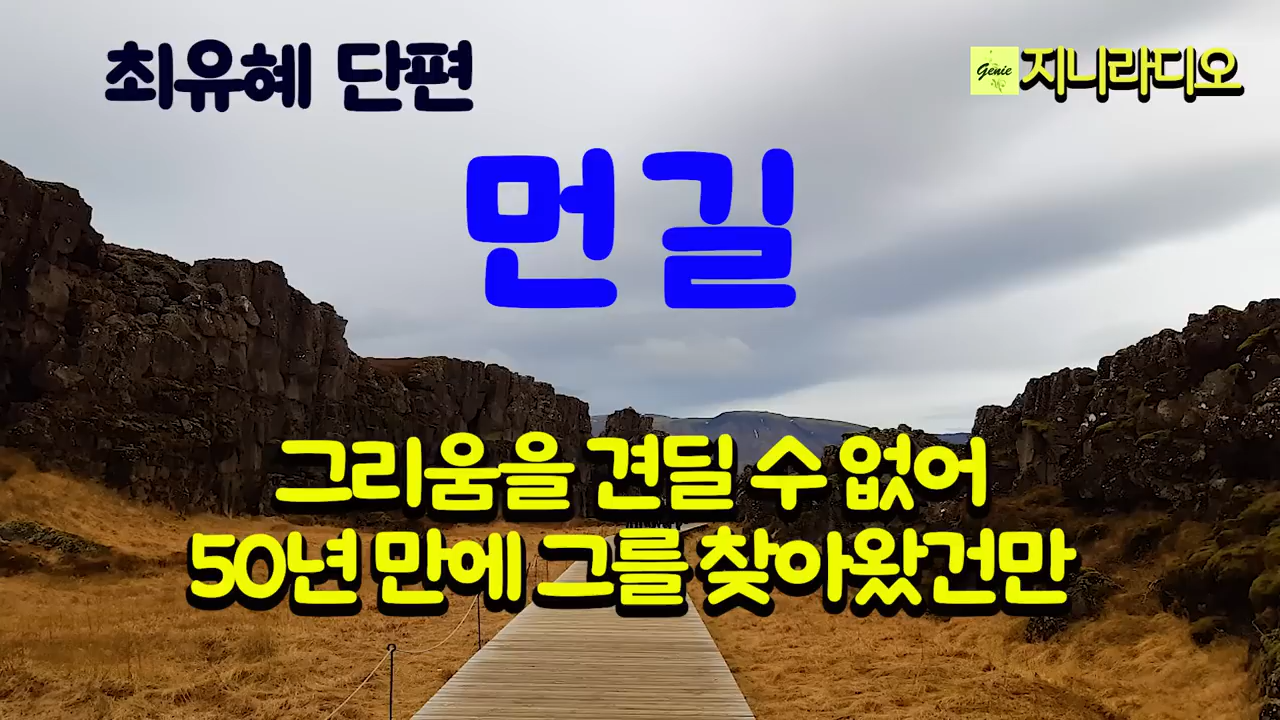 최유혜 단편
Genie 지니라디오
먼길
그리움을 견딜 수 없어
50년 만에 그를 찾아왔건만